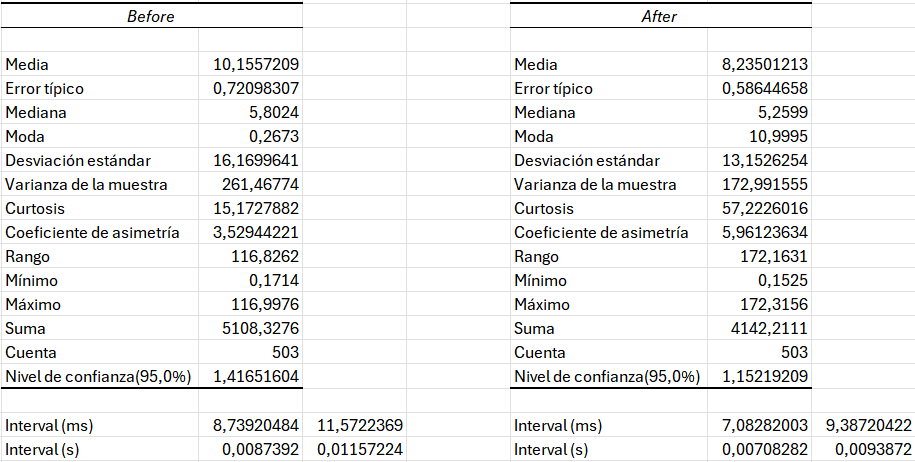 Before After
Media 10,1557209 Media 8,23501213
Error típico 0,72098307 Error típico 0,58644658
Mediana 5,8024 Mediana 5,2599
Moda 0,2673 Moda 10,9995
Desviación estándar 16,1699641 Desviación estándar 13,1526254
Varianza de la muestra 261,46774 Varianza de la muestra 172,991555
Curtosis 15,1727882 Curtosis 57,2226016
Coeficiente de asimetría 3,52944221 Coeficiente de asimetría 5,96123634
Rango 116,8262 Rango 172,1631
Mínimo 0,1714 Mínimo 0,1525
Máximo 116,9976 Máximo 172,3156
Suma 5108,3276 Suma 4142,2111
Cuenta 503 Cuenta 503
Nivel de confianza(95,0%) 1,41651604 Nivel de confianza(95,0%) 1,15219209
Interval (ms) 8,73920484 11,5722369 Interval (ms) 7,08282003 9,38720422
Interval (s) 0,0087392 0,01157224 Interval (s) 0,00708282 0,0093872